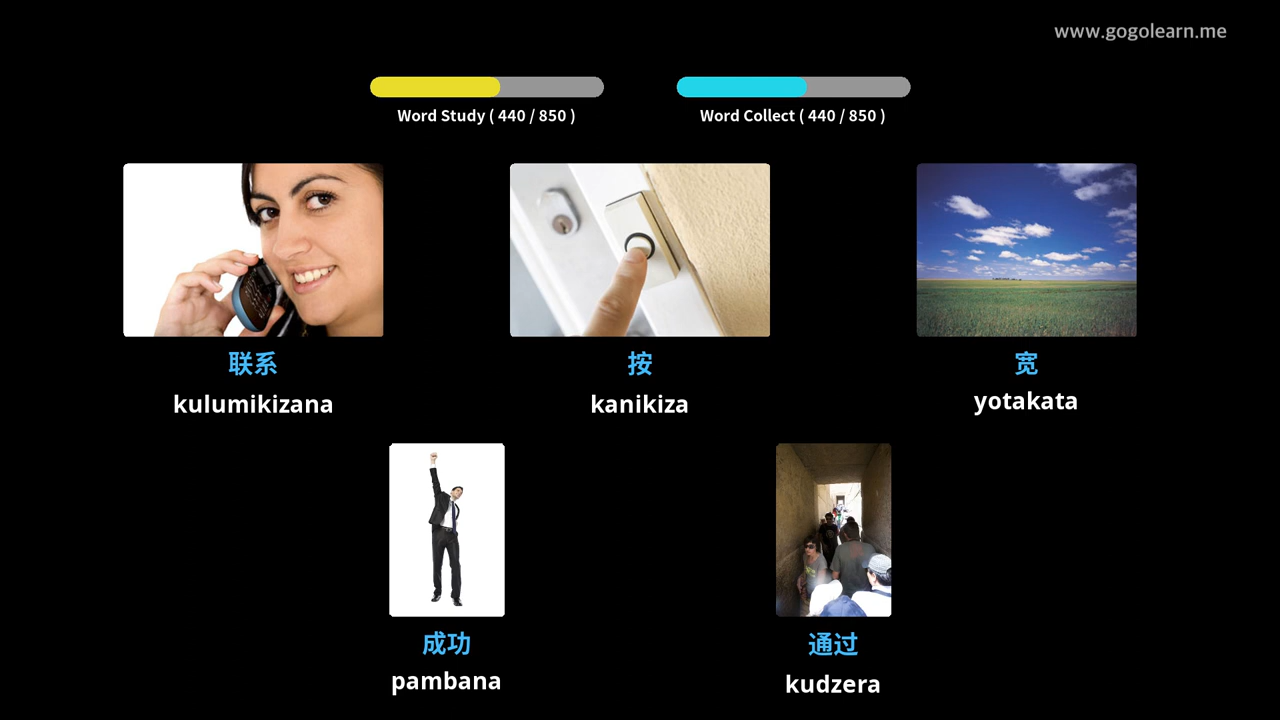 www.gogolearn.me
Word Study ( 440 / 850 )
Word Collect ( 440 / 850 )
联系
kulumikizana
按
kanikiza
宽
yotakata
成功
pambana
通过
kudzera